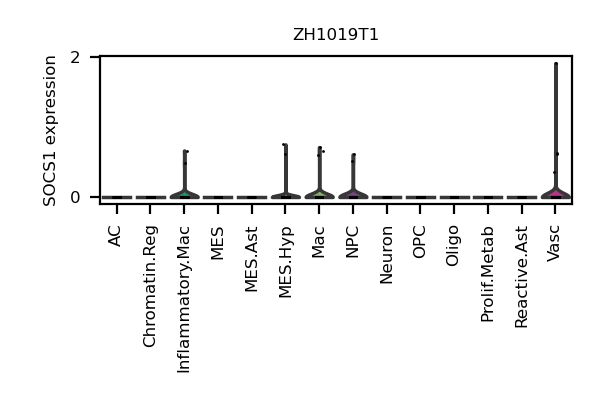 ZH1019T1
SOCS1 expression
2
0
AC
Chromatin.Reg
Inflammatory.Mac
MES
MES.Ast
MES.Hyp
Mac
NPC
Neuron
OPC
Oligo
Prolif.Metab
Reactive.Ast
Vasc